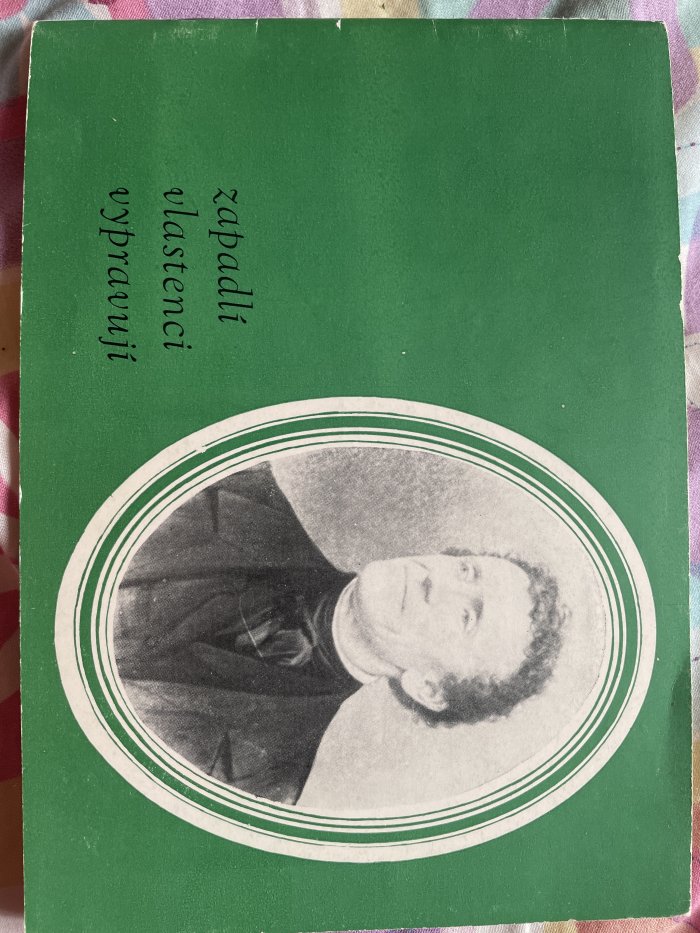 zapadlí
vlastenci
vypravují